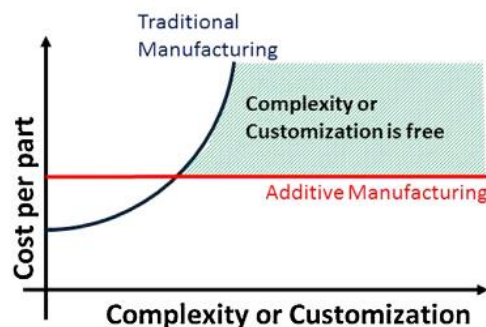 Traditional
Manufacturing
Complexity or
Customization is free
Additive Manufacturing
Cost per part
Complexity or Customization